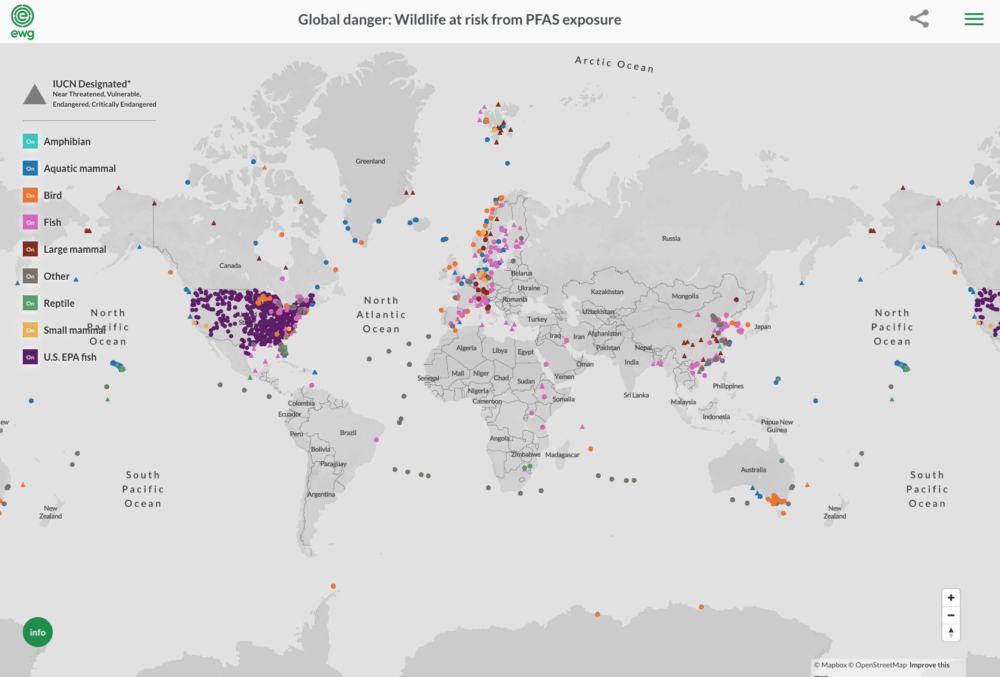 ewg
Global danger: Wildlife at risk from PFAS exposure
Arctic Ocean
IUCN Designated*
Near Threatened, Vulnerable,
Endangered, Critically Endangered
On Amphibian
On Aquatic mammal
On Bird
On Fish
On Large mammal
On Other
On Reptile
On Small mammal
On U.S. EPA fish
Greenland
Russia
Canada
Belarus
Ukraine
Romania
Kazakhstan
Mongolia
Uzbekistan
Turkey
Japan
Iraq
Iran
Afghanistan
Pakistan
Nepal
Algeria
Libya
Egypt
India
Oman
Yemen
Senegal
Mali
Niger
Chad
Sudan
Nigeria
Cameroon
Somalia
Sri Lanka
Philippines
Malaysia
Indonesia
Papua New
Guinea
Colombia
Ecuador
Peru
Brazil
Bolivia
Paraguay
Argentina
Angola
Zimbabwe
Madagascar
Australia
North
Pacific
Ocean
North
Atlantic
Ocean
North
Pacific
Ocean
South
Pacific
Ocean
South
Pacific
Ocean
New
Zealand
New
Zealand
info
© Mapbox © OpenStreetMap Improve this
map